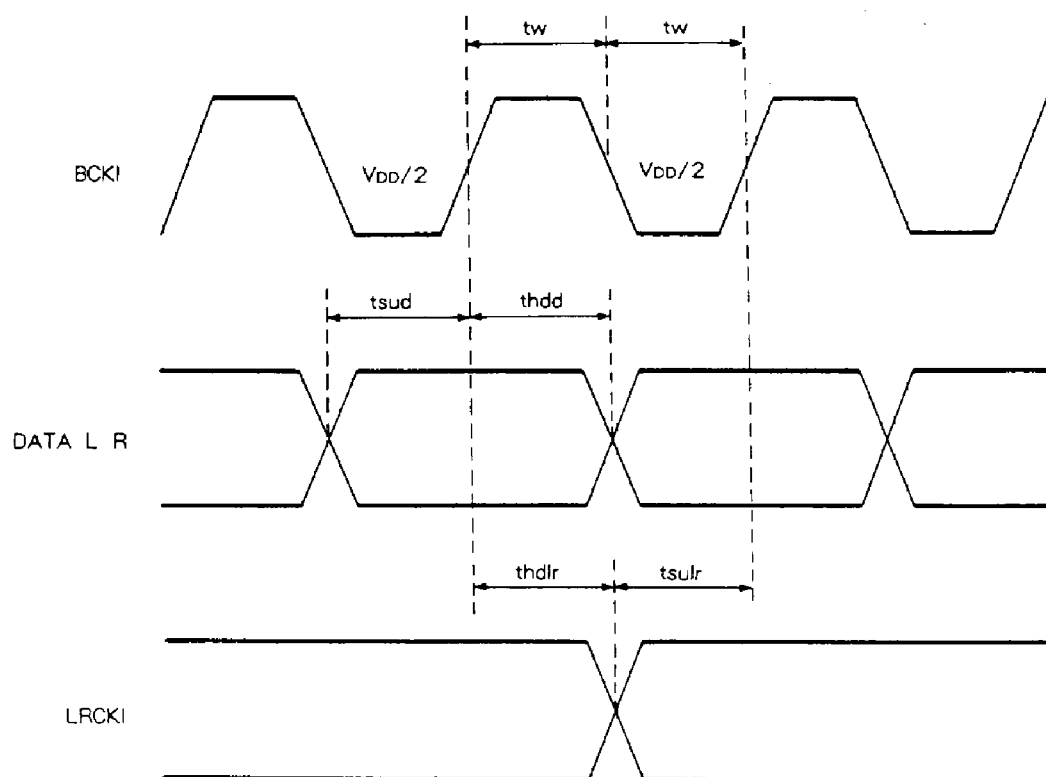 tw tw
BCKI VDD/2 VDD/2
tsud thdd
DATA L R
thdlr tsulr
LRCKI